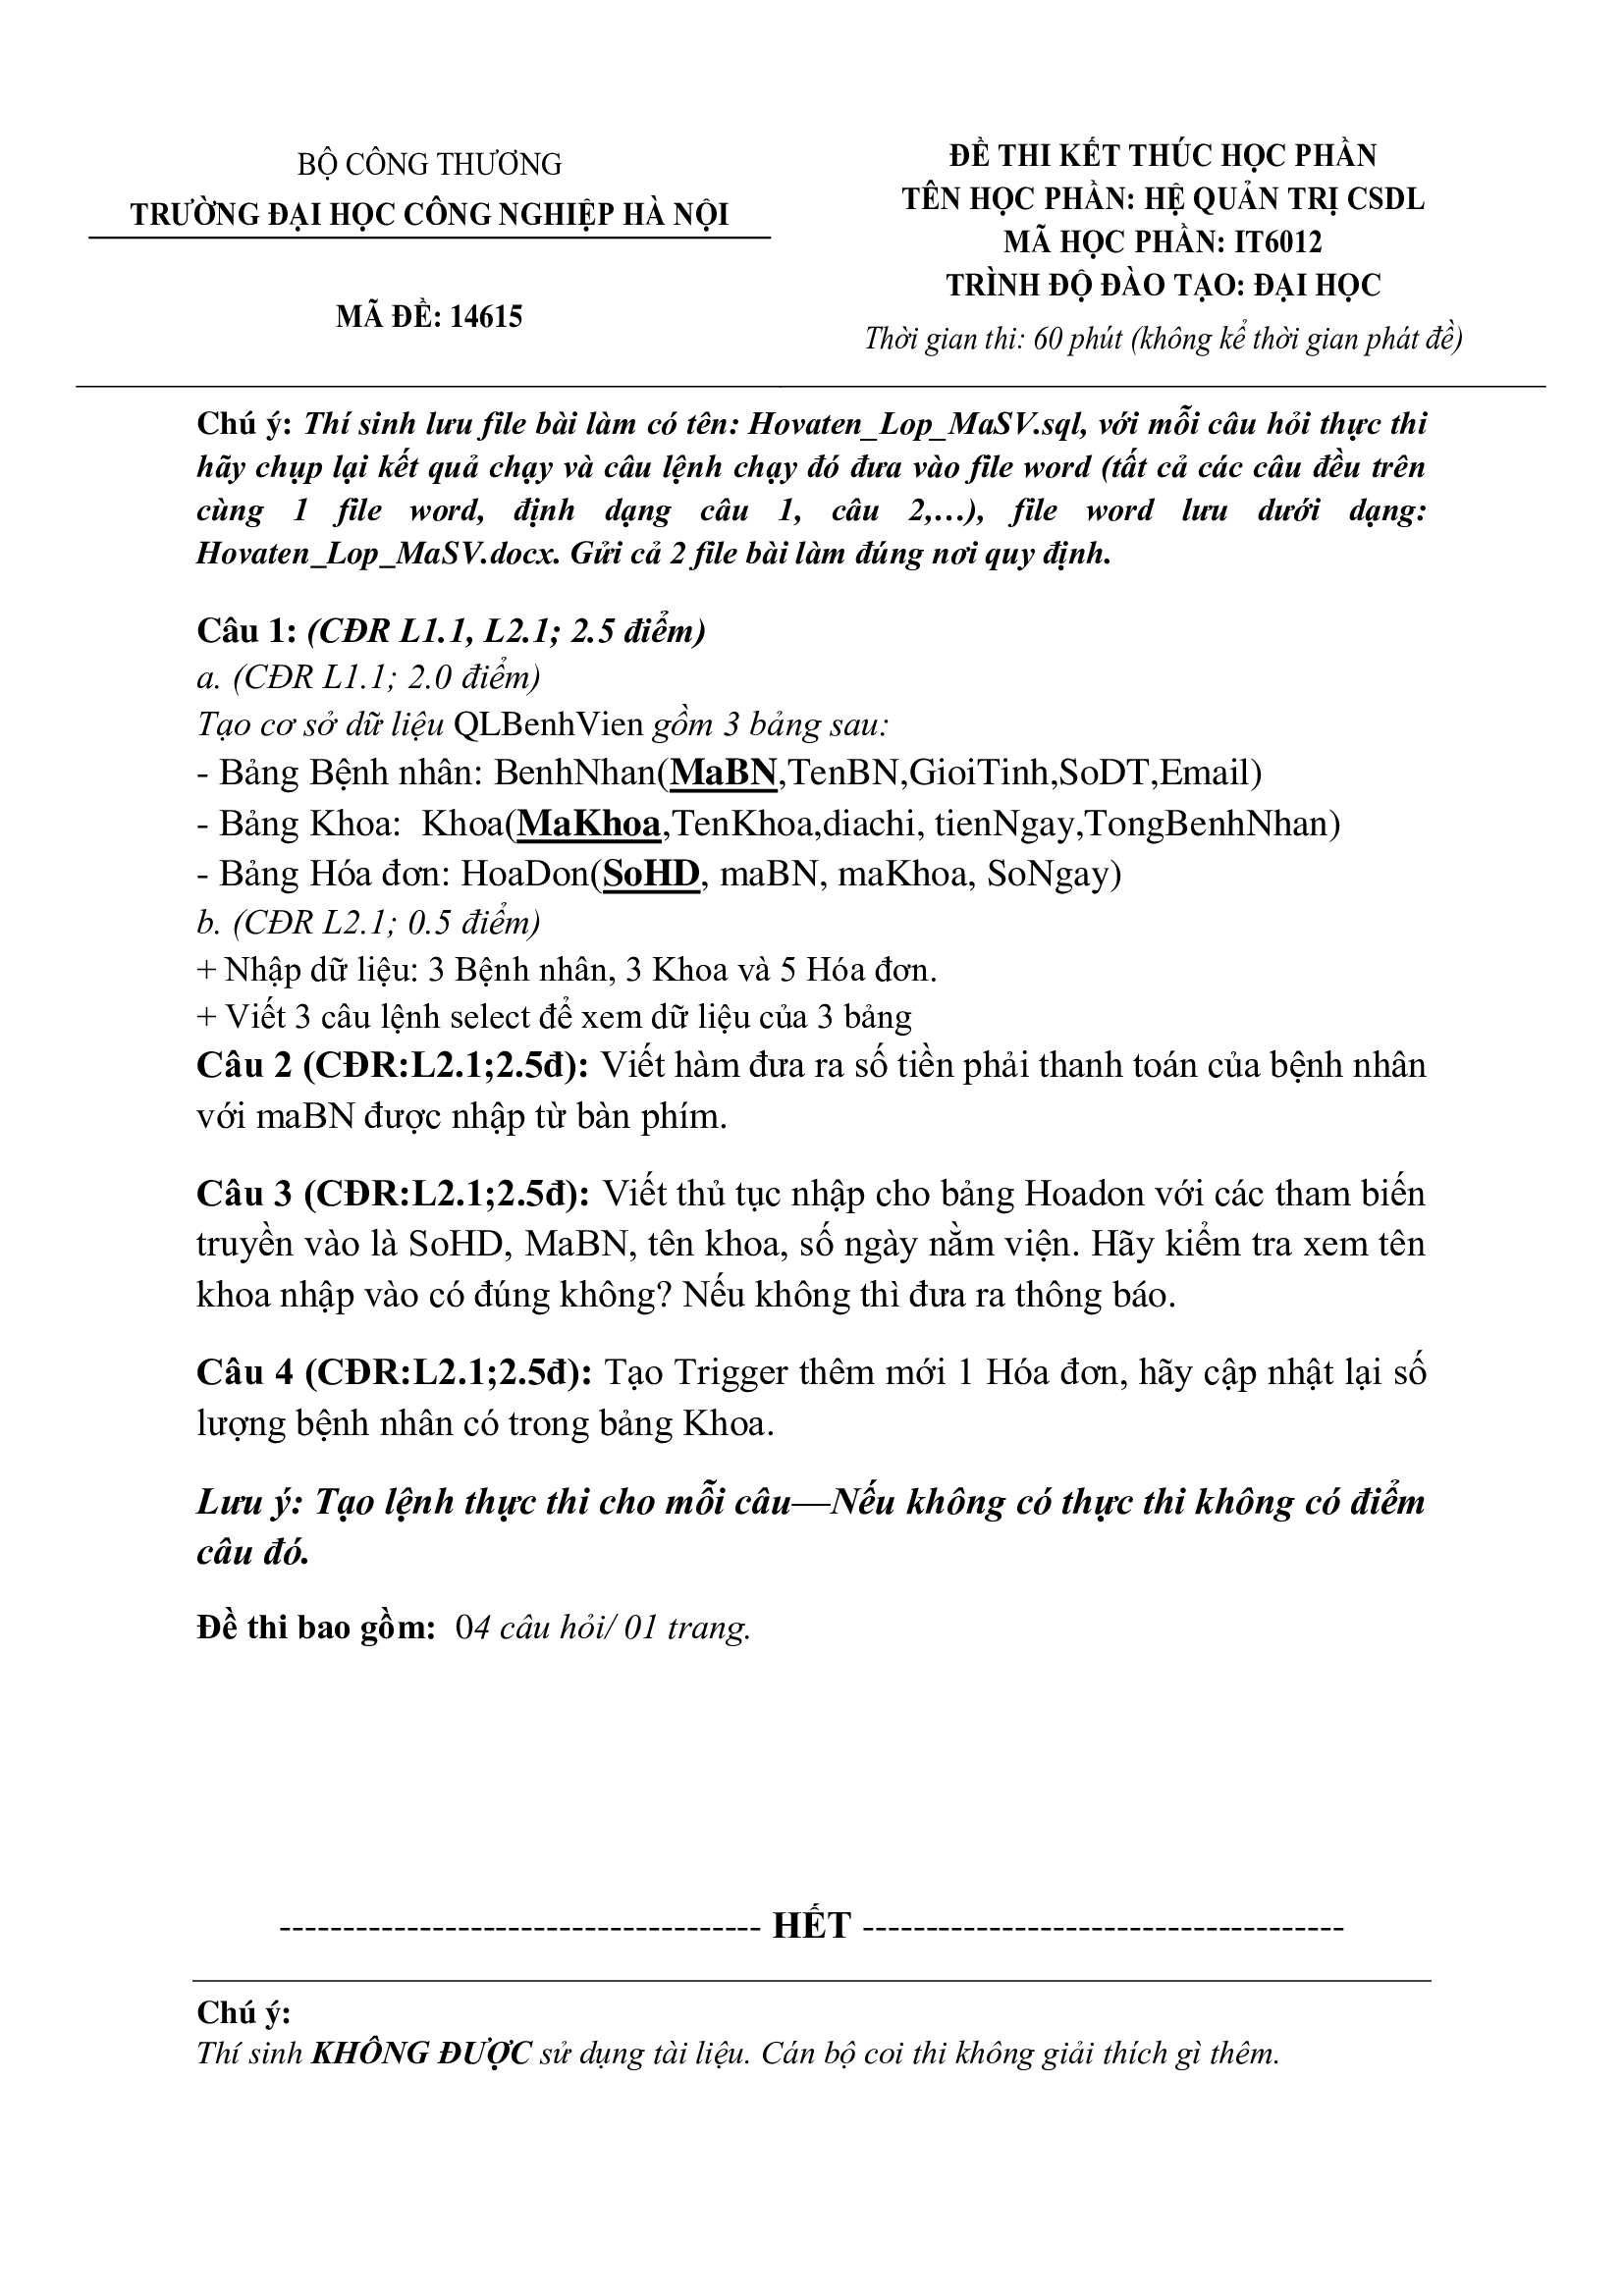 BỘ CÔNG THƯƠNG
TRƯỜNG ĐẠI HỌC CÔNG NGHIỆP HÀ NỘI
MÃ ĐỀ: 14615
ĐỀ THI KẾT THÚC HỌC PHẦN
TÊN HỌC PHẦN: HỆ QUẢN TRỊ CSDL
MÃ HỌC PHẦN: IT6012
TRÌNH ĐỘ ĐÀO TẠO: ĐẠI HỌC
Thời gian thi: 60 phút (không kể thời gian phát đề)
Chú ý: Thí sinh lưu file bài làm có tên: Hovaten_Lop_MaSV.sql, với mỗi câu hỏi thực thi
hãy chụp lại kết quả chạy và câu lệnh chạy đó đưa vào file word (tất cả các câu đều trên
cùng 1 file word, định dạng câu 1, câu 2,…), file word lưu dưới dạng:
Hovaten_Lop_MaSV.docx. Gửi cả 2 file bài làm đúng nơi quy định.
Câu 1: (CĐR L1.1, L2.1; 2.5 điểm)
a. (CĐR L1.1; 2.0 điểm)
Tạo cơ sở dữ liệu QLBenhVien gồm 3 bảng sau:
- Bảng Bệnh nhân: BenhNhan(MaBN,TenBN,GioiTinh,SoDT,Email)
- Bảng Khoa: Khoa(MaKhoa,TenKhoa,diachi, tienNgay,TongBenhNhan)
- Bảng Hóa đơn: HoaDon(SoHD, maBN, maKhoa, SoNgay)
b. (CĐR L2.1; 0.5 điểm)
+ Nhập dữ liệu: 3 Bệnh nhân, 3 Khoa và 5 Hóa đơn.
+ Viết 3 câu lệnh select để xem dữ liệu của 3 bảng
Câu 2 (CĐR:L2.1;2.5đ): Viết hàm đưa ra số tiền phải thanh toán của bệnh nhân
với maBN được nhập từ bàn phím.
Câu 3 (CĐR:L2.1;2.5đ): Viết thủ tục nhập cho bảng Hoadon với các tham biến
truyền vào là SoHD, MaBN, tên khoa, số ngày nằm viện. Hãy kiểm tra xem tên
khoa nhập vào có đúng không? Nếu không thì đưa ra thông báo.
Câu 4 (CĐR:L2.1;2.5đ): Tạo Trigger thêm mới 1 Hóa đơn, hãy cập nhật lại số
lượng bệnh nhân có trong bảng Khoa.
Lưu ý: Tạo lệnh thực thi cho mỗi câu—Nếu không có thực thi không có điểm
câu đó.
Đề thi bao gồm: 04 câu hỏi/ 01 trang.
-------------------------------------- HẾT --------------------------------------
Chú ý:
Thí sinh KHÔNG ĐƯỢC sử dụng tài liệu. Cán bộ coi thi không giải thích gì thêm.